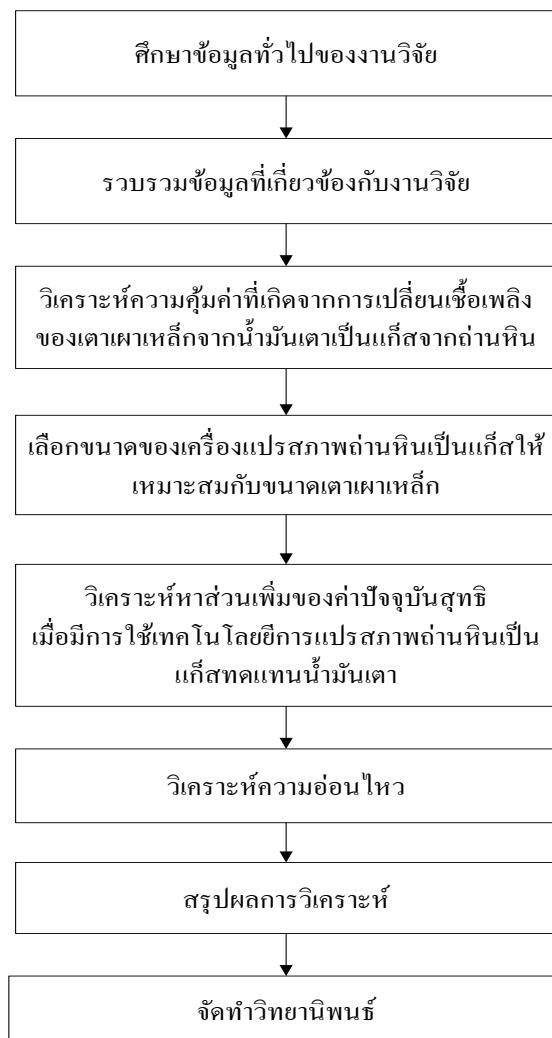 ศึกษาข้อมูลทั่วไปของงานวิจัย
รวบรวมข้อมูลที่เกี่ยวข้องกับงานวิจัย
วิเคราะห์ความคุ้มค่าที่เกิดจากการเปลี่ยนเชื้อเพลิง
ของเตาเผาเหล็กจากน้ำมันเตาเป็นแก็สจากถ่านหิน
เลือกขนาดของเครื่องแปรสภาพถ่านหินเป็นแก็สให้
เหมาะสมกับขนาดเตาเผาเหล็ก
วิเคราะห์หาส่วนเพิ่มของค่าปัจจุบันสุทธิ
เมื่อมีการใช้เทคโนโลยยีการแปรสภาพถ่านหินเป็น
แก็สทดแทนน้ำมันเตา
วิเคราะห์ความอ่อนไหว
สรุปผลการวิเคราะห์
จัดทำวิทยานิพนธ์